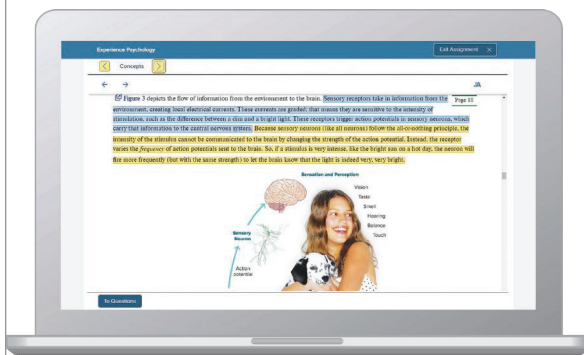 Experience Psychology
Exit Assignment ×
Concepts
Figure 3 depicts the flow of information from the environment to the brain. Sensory receptors take in information from the
Page 88
environment, creating local electrical currents. These currents are graded; that means they are sensitive to the intensity of
stimulation, such as the difference between a dim and a bright light. These receptors trigger action potentials in sensory neurons, which
carry that information to the central nervous system. Because sensory neurons (like all neurons) follow the all-or-nothing principle, the
intensity of the stimulus cannot be communicated to the brain by changing the strength of the action potential. Instead, the receptor
varies the frequency of action potentials sent to the brain. So, if a stimulus is very intense, like the bright sun on a hot day, the neuron will
fire more frequently (but with the same strength) to let the brain know that the light is indeed very, very bright.
Sensation and Perception
Vision
Taste
Smell
Hearing
Balance
Touch
Sensory
Neuron
Action
potential
To Questions